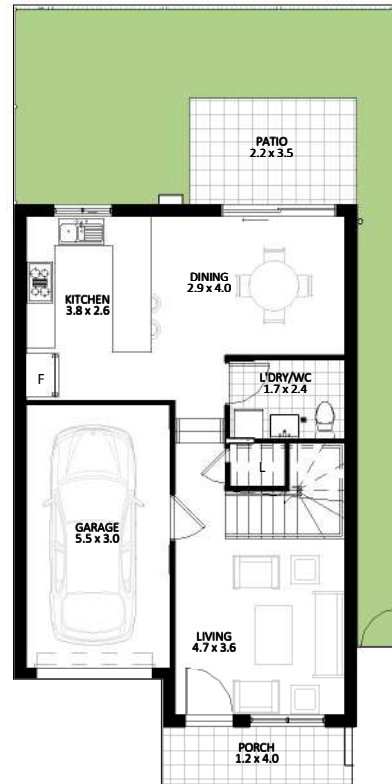 PATIO
2.2 x 3.5
DINING
2.9 x 4.0
KITCHEN
3.8 x 2.6
F
L'DRY/WC
1.7 x 2.4
L
GARAGE
5.5 x 3.0
LIVING
4.7 x 3.6
PORCH
1.2 x 4.0